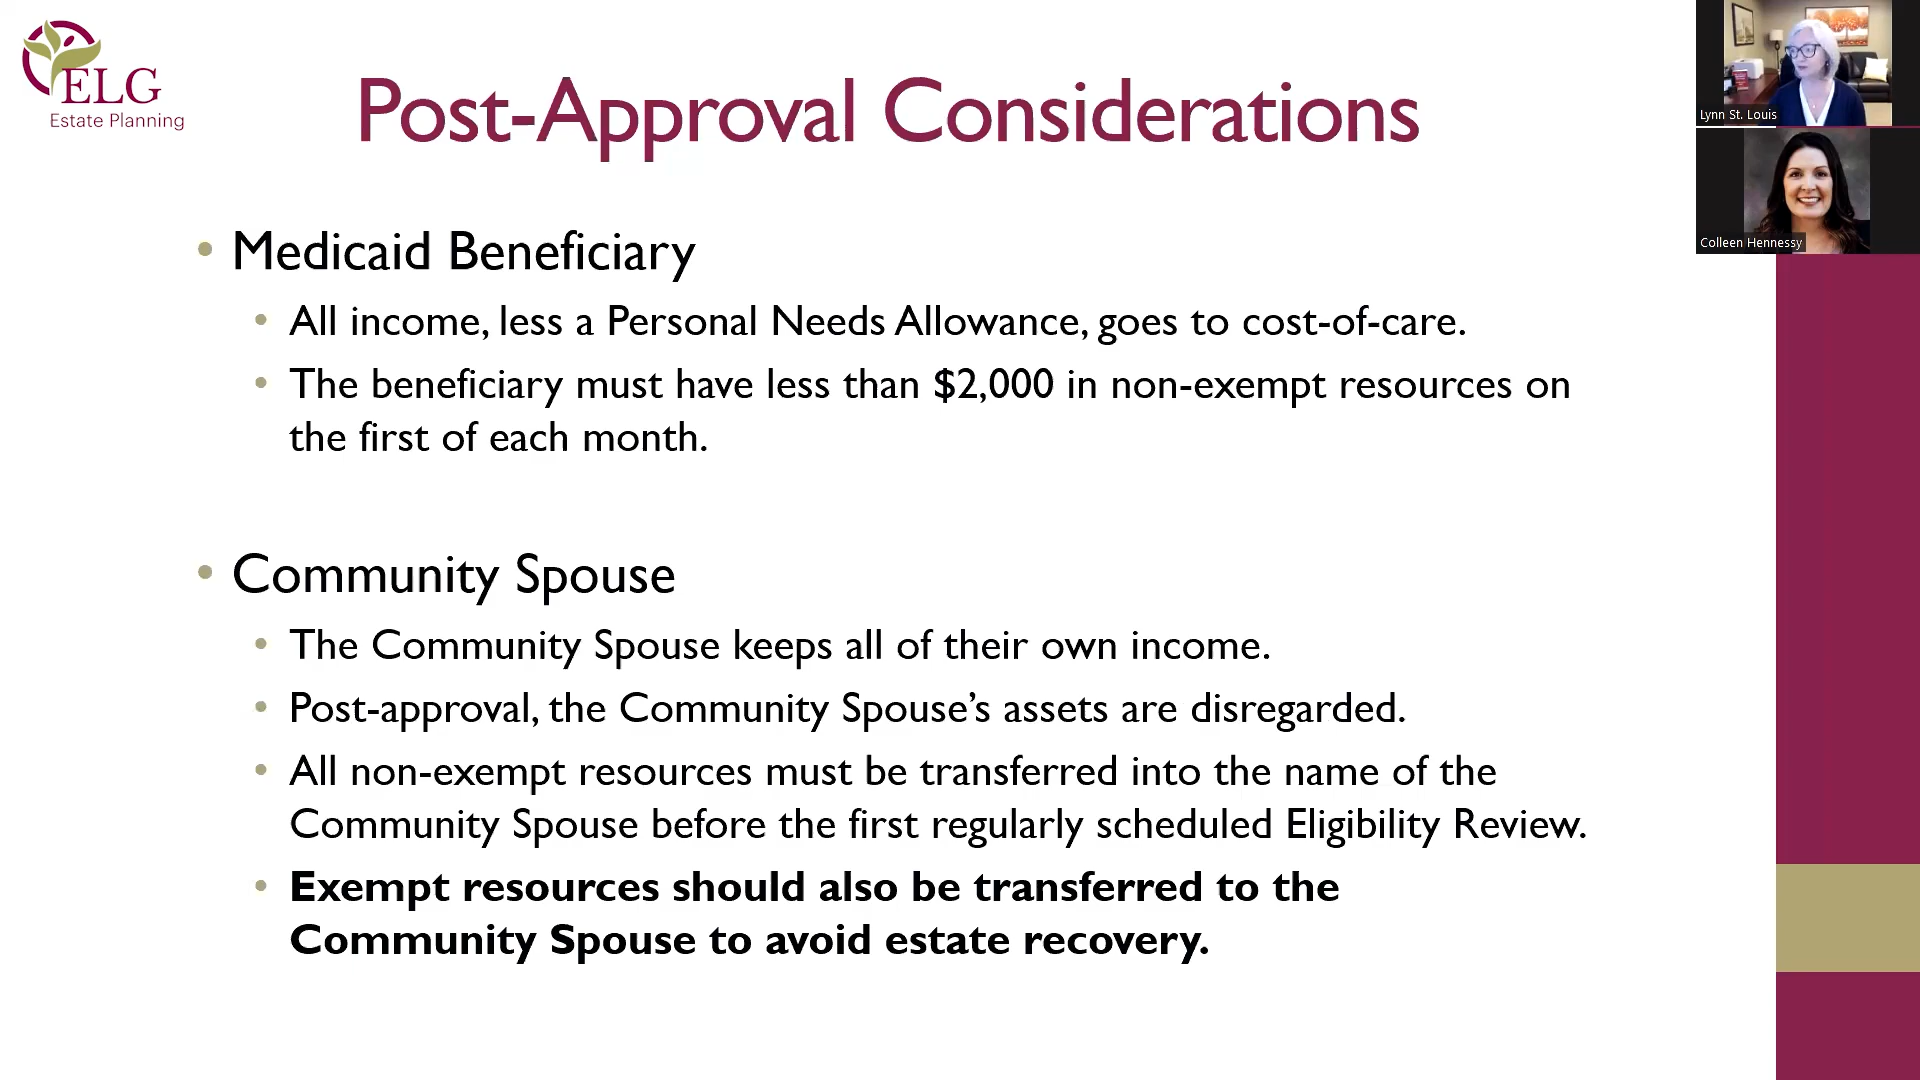 ELG
Estate Planning
Post-Approval Considerations
Lynn St. Louis
Colleen Hennessy
• Medicaid Beneficiary
• All income, less a Personal Needs Allowance, goes to cost-of-care.
• The beneficiary must have less than $2,000 in non-exempt resources on
the first of each month.
• Community Spouse
• The Community Spouse keeps all of their own income.
• Post-approval, the Community Spouse’s assets are disregarded.
• All non-exempt resources must be transferred into the name of the
Community Spouse before the first regularly scheduled Eligibility Review.
• Exempt resources should also be transferred to the
Community Spouse to avoid estate recovery.